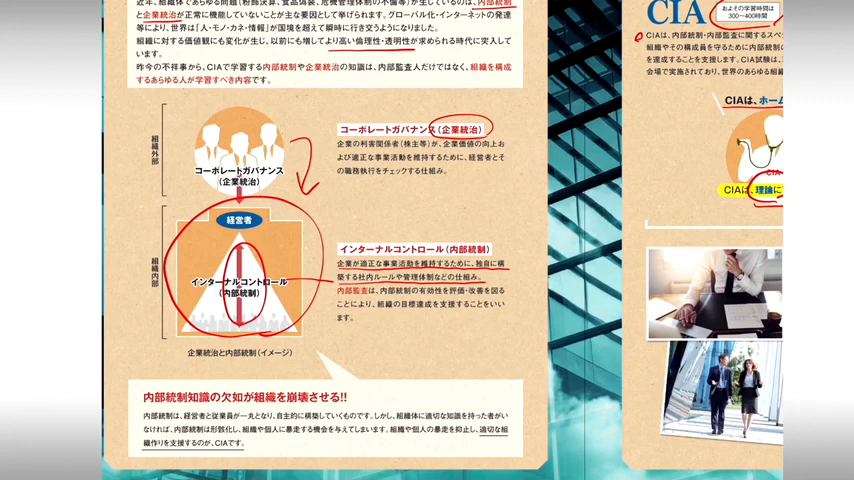 近年、組織体であらゆる問題(粉飾決算、食品偽装、危機管理体制の不備等)が生じているのは、内部統制
と企業統治が正常に機能していないことが主な要因として挙げられます。グローバル化・インターネットの発達
等により、世界は「人・モノ・カネ・情報」が国境を超えて瞬時に行き交うようになりました。
組織に対する価値観にも変化が生じ、以前にも増してより高い倫理性・透明性が求められる時代に突入して
います。
昨今の不祥事から、CIAで学習する内部統制や企業統治の知識は、内部監査人だけではなく、組織を構成
するあらゆる人が学習すべき内容です。
組織外部
コーポレートガバナンス
(企業統治)
経営者
組織内部
インターナルコントロール
(内部統制)
企業統治と内部統制(イメージ)
コーポレートガバナンス(企業統治)
企業の利害関係者(株主等)が、企業価値の向上お
よび適正な事業活動を維持するために、経営者とそ
の職務執行をチェックする仕組み。
インターナルコントロール(内部統制)
企業が適正な事業活動を維持するために、独自に構
築する社内ルールや管理体制などの仕組み。
内部監査は、内部統制の有効性を評価・改善を図る
ことにより、組織の目標達成を支援することをいい
ます。
内部統制知識の欠如が組織を崩壊させる!!
内部統制は、経営者と従業員が一丸となり、自主的に構築していくものです。しかし、組織体に適切な知識を持った者がい
なければ、内部統制は形骸化し、組織や個人に暴走する機会を与えてしまいます。組織や個人の暴走を抑止し、適切な組
織作りを支援するのが、CIAです。
CIA
およその学習時間は
300〜400時間
CIAは、内部統制・内部監査に関するスペ
組織やその構成員を守るために内部統制の
を達成することを支援します。CIA試験は、
会場で実施されており、世界のあらゆる組織
CIAは、ホー
CIA
CIAは、理論に